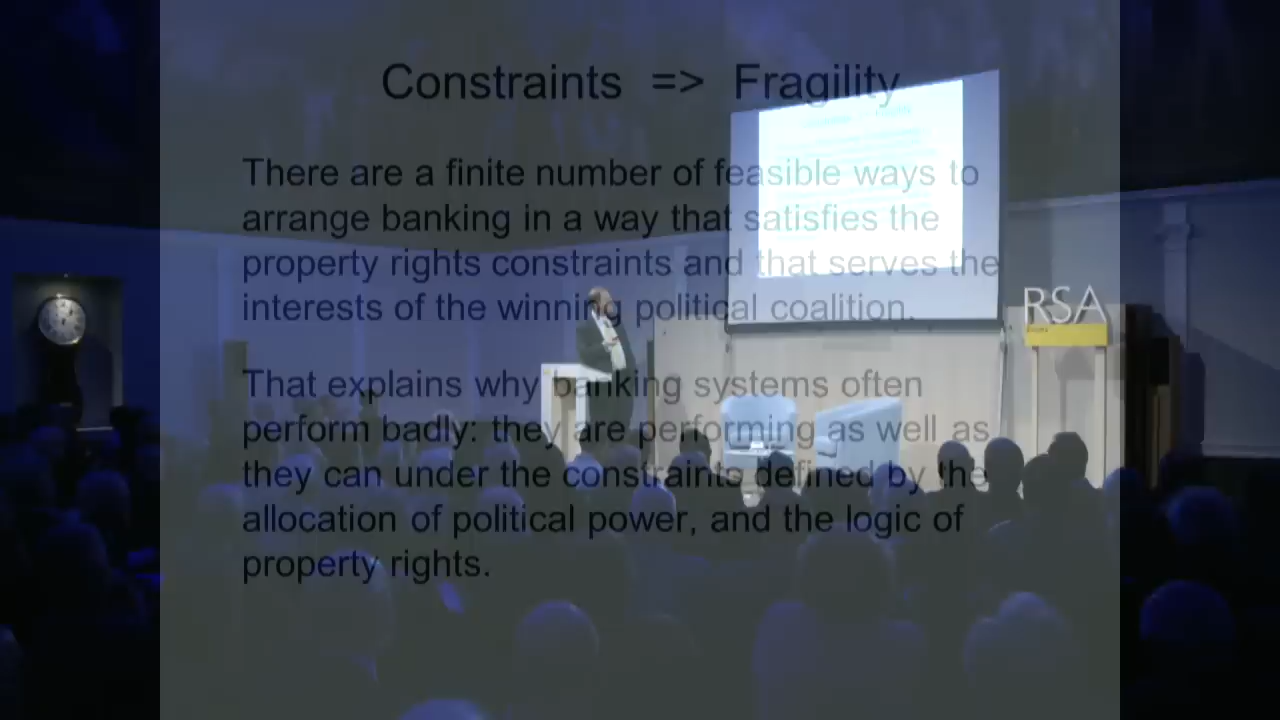 Constraints => Fragility
There are a finite number of feasible ways to
arrange banking in a way that satisfies the
property rights constraints and that serves the
interests of the winning political coalition.
That explains why banking systems often
perform badly: they are performing as well as
they can under the constraints defined by the
allocation of political power, and the logic of
property rights.
RSA